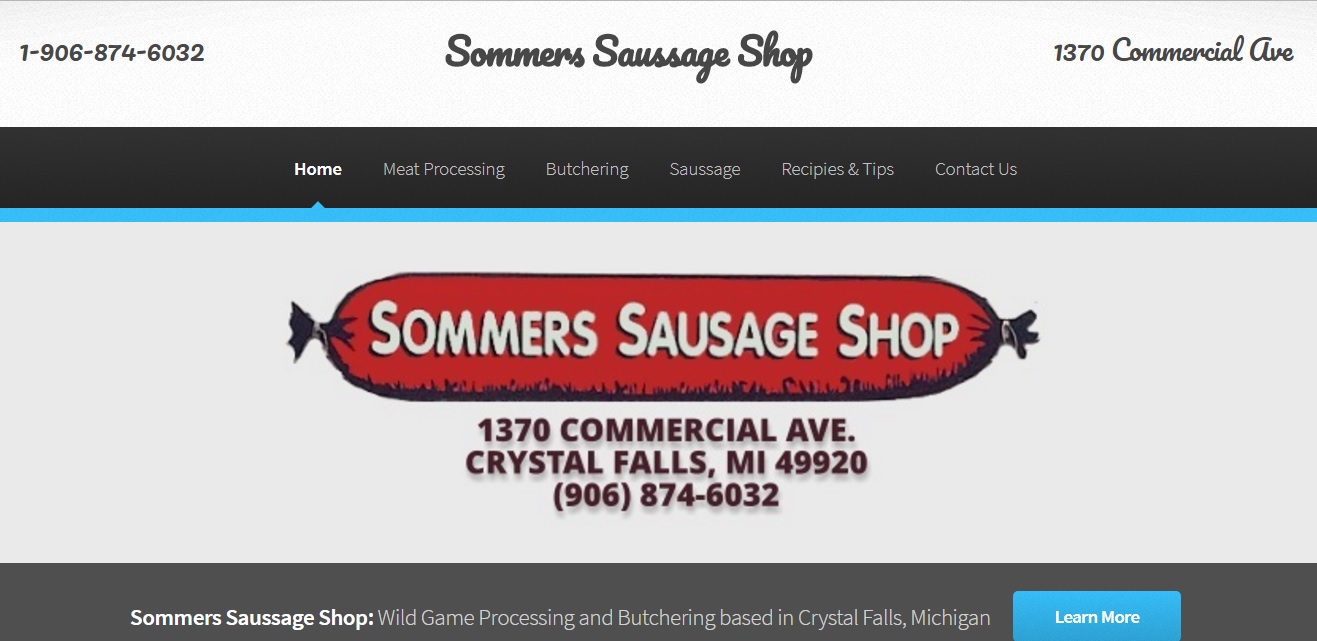 1-906-874-6032
Sommers Saussage Shop
1370 Commercial Ave
Home
Meat Processing
Butchering
Saussage
Recipies & Tips
Contact Us
SOMMERS SAUSAGE SHOP
1370 COMMERCIAL AVE.
CRYSTAL FALLS, MI 49920
(906) 874-6032
Sommers Saussage Shop: Wild Game Processing and Butchering based in Crystal Falls, Michigan
Learn More